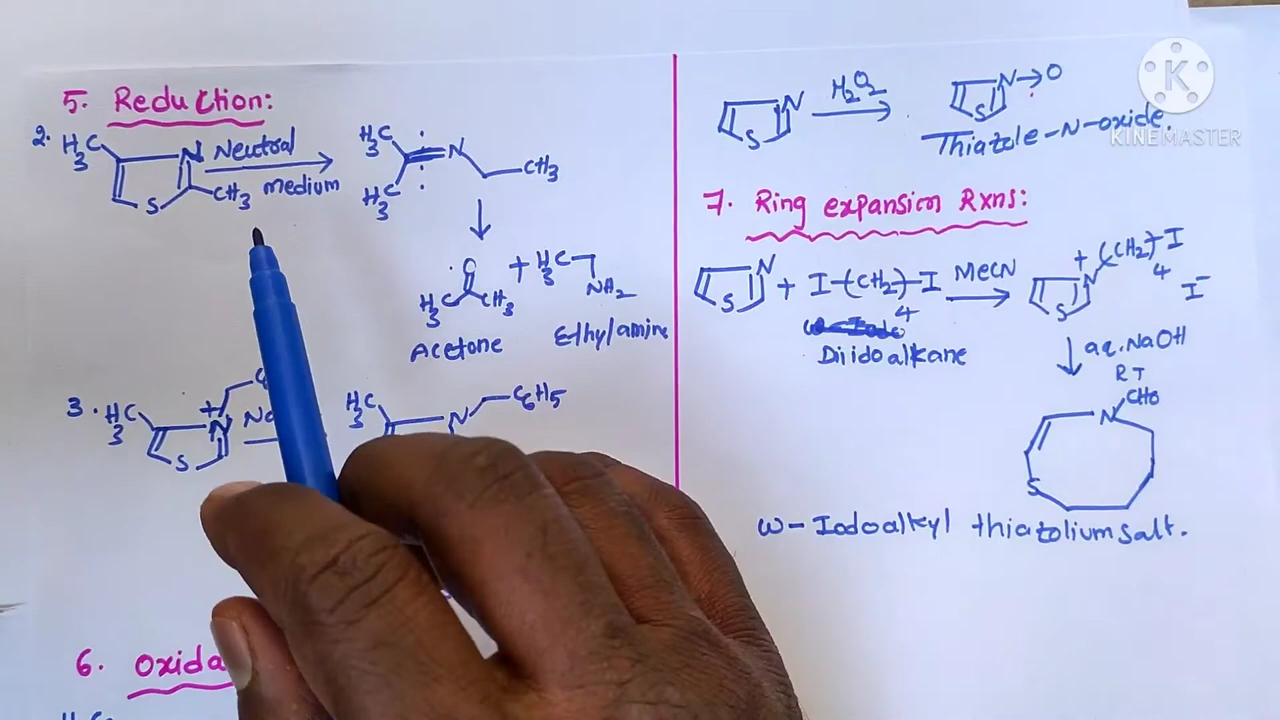 5. Reduction:
2. H3C N Neutral medium S CH3
H3C H3C N CH3
O H3C CH3 + H3C NH2
Acetone Ethylamine
3. H3C + N S
H3C N C6H5
6. Oxida
N S H2O2 N→O S
Thiazole-N-oxide.
K
KINEMASTER
7. Ring expansion Rxns:
N S + I-(CH2)4-I MeCN + N (CH2)4-I S I-
Diiodoalkane
aq.NaOH
RT
N CHO
S
ω-Iodoalkyl thiazolium salt.